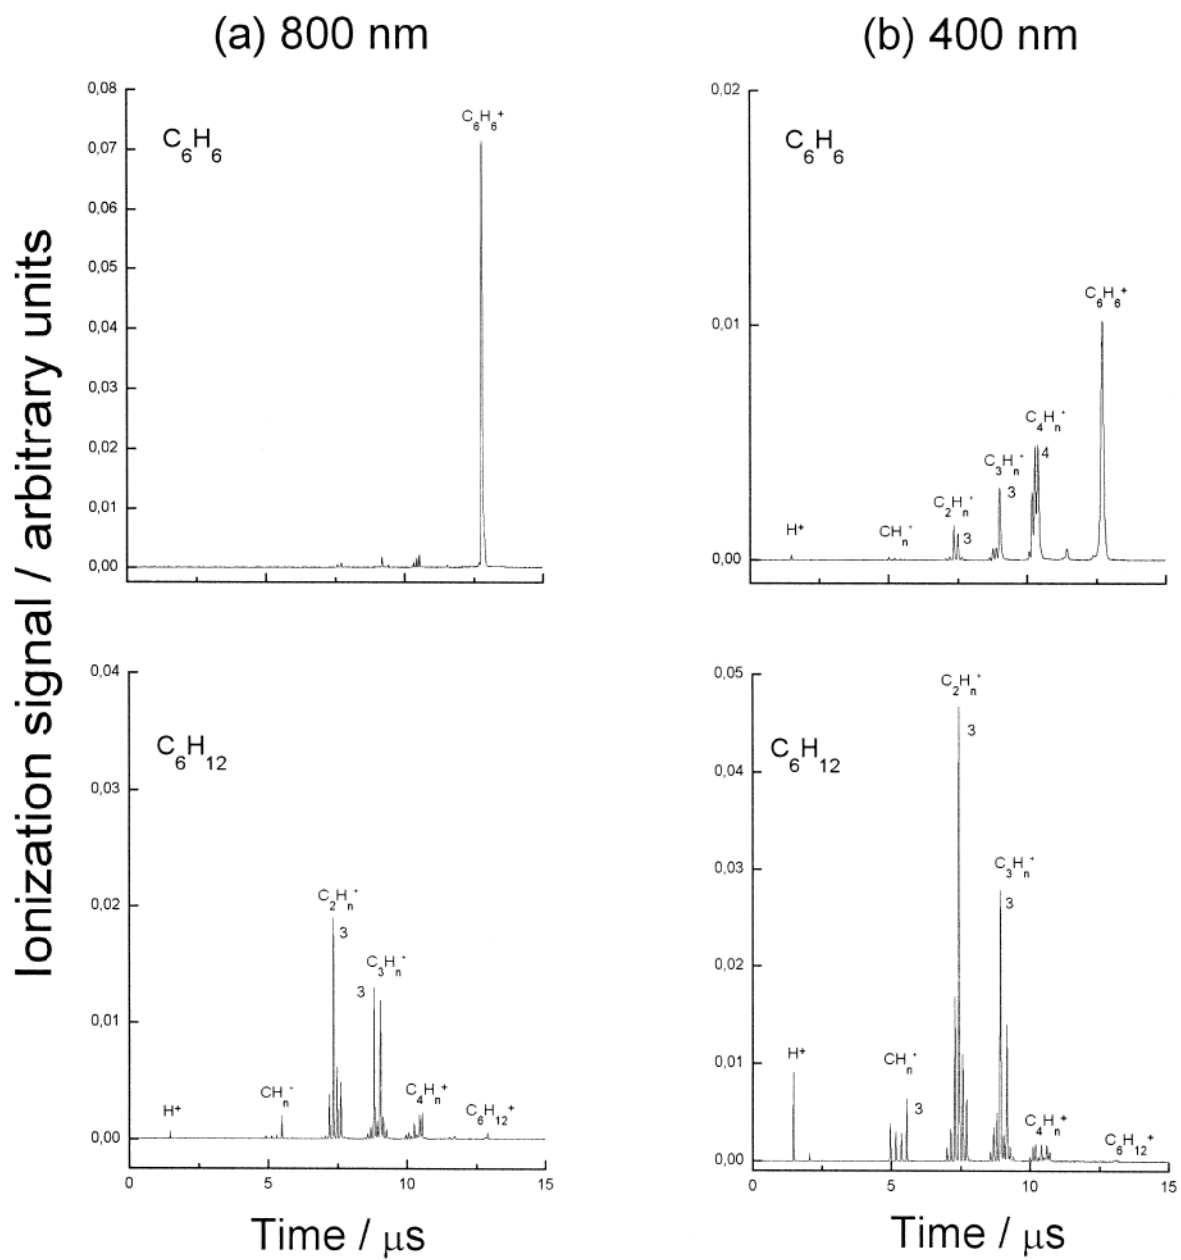 (a) 800 nm
(b) 400 nm
Ionization signal / arbitrary units
0,08
0,07
0,06
0,05
0,04
0,03
0,02
0,01
0,00
C6H6
C6H6+
0,02
0,01
0,00
C6H6
H+
CHn+
C2Hn+
3
C3Hn+
3
C4Hn+
4
C6H6+
0,04
0,03
0,02
0,01
0,00
C6H12
H+
CHn+
C2Hn+
3
C3Hn+
3
C4Hn+
C6H12+
0
5
10
15
Time / μs
0,05
0,04
0,03
0,02
0,01
0,00
C6H12
H+
CHn+
3
C2Hn+
3
C3Hn+
3
C4Hn+
C6H12+
0
5
10
15
Time / μs